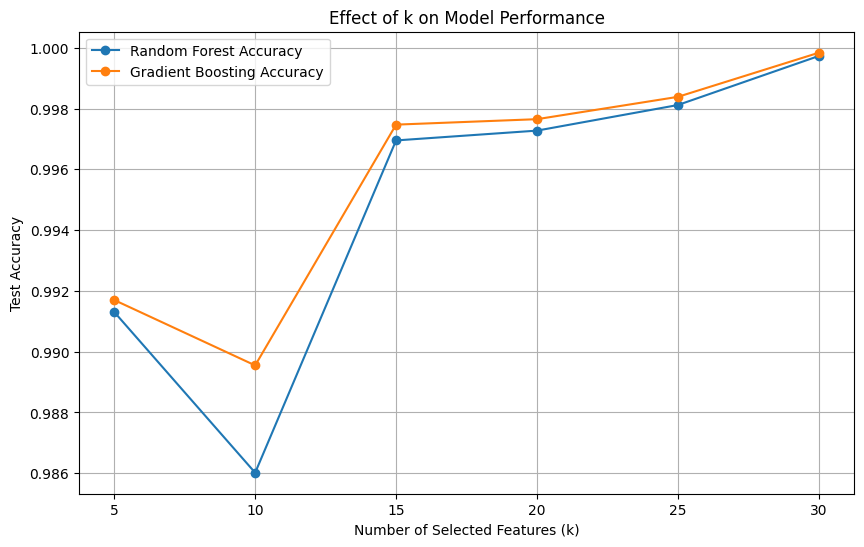 Effect of k on Model Performance
Random Forest Accuracy
Gradient Boosting Accuracy
1.000
0.998
0.996
0.994
0.992
0.990
0.988
0.986
Test Accuracy
5 10 15 20 25 30
Number of Selected Features (k)